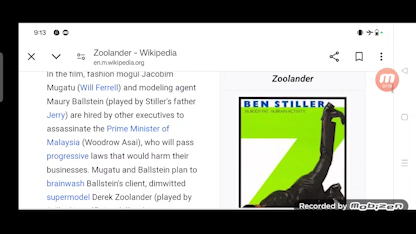 9:13
Zoolander - Wikipedia
en.m.wikipedia.org
In the film, fashion mogul Jacobim
Mugatu (Will Ferrell) and modeling agent
Maury Ballstein (played by Stiller's father
Jerry) are hired by other executives to
assassinate the Prime Minister of
Malaysia (Woodrow Asai), who will pass
progressive laws that would harm their
businesses. Mugatu and Ballstein plan to
brainwash Ballstein's client, dimwitted
supermodel Derek Zoolander (played by
Zoolander
BEN STILLER
Recorded by Mobizen